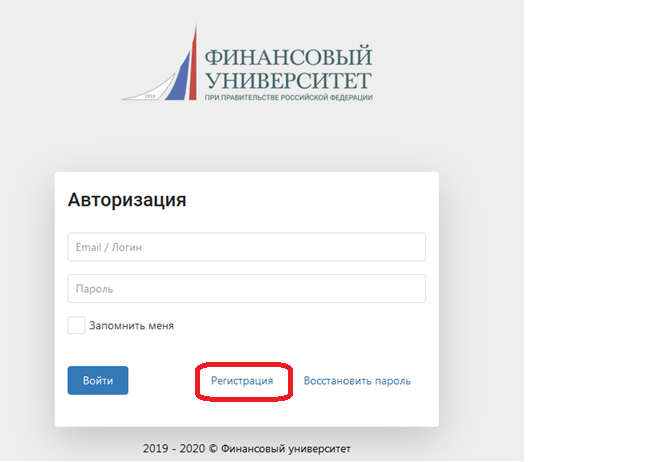 ФИНАНСОВЫЙ
УНИВЕРСИТЕТ
ПРИ ПРАВИТЕЛЬСТВЕ РОССИЙСКОЙ ФЕДЕРАЦИИ
1919
Авторизация
Email / Логин
Пароль
Запомнить меня
Войти Регистрация Восстановить пароль
2019 - 2020 © Финансовый университет